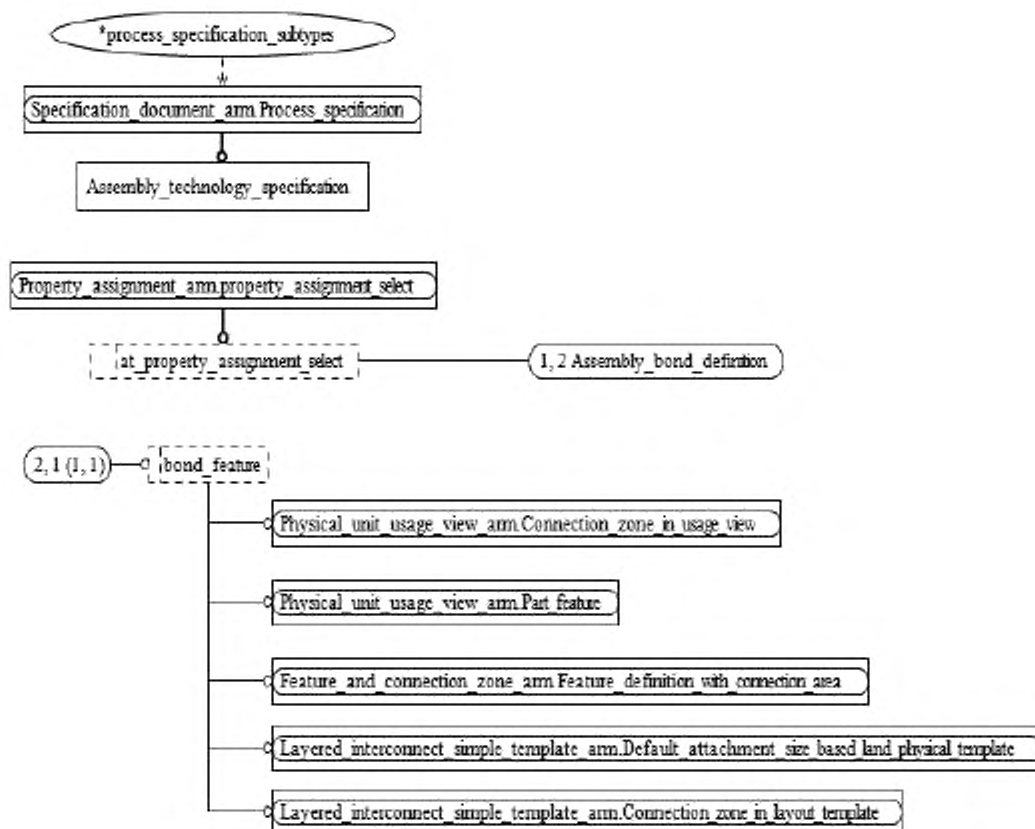 *process_specification_subtypes
Specification_document_arm.Process_specification
Assembly_technology_specification
Property_assignment_arm.property_assignment_select
at_property_assignment_select
1, 2 Assembly_bond_definition
2, 1 (1, 1)
bond_feature
Physical_unit_usage_view_arm.Connection_zone_in_usage_view
Physical_unit_usage_view_arm.Part_feature
Feature_and_connection_zone_arm.Feature_definition_with_connection_area
Layered_interconnect_simple_template_arm.Default_attachment_size_based_land_physical_template
Layered_interconnect_simple_template_arm.Connection_zone_in_layout_template